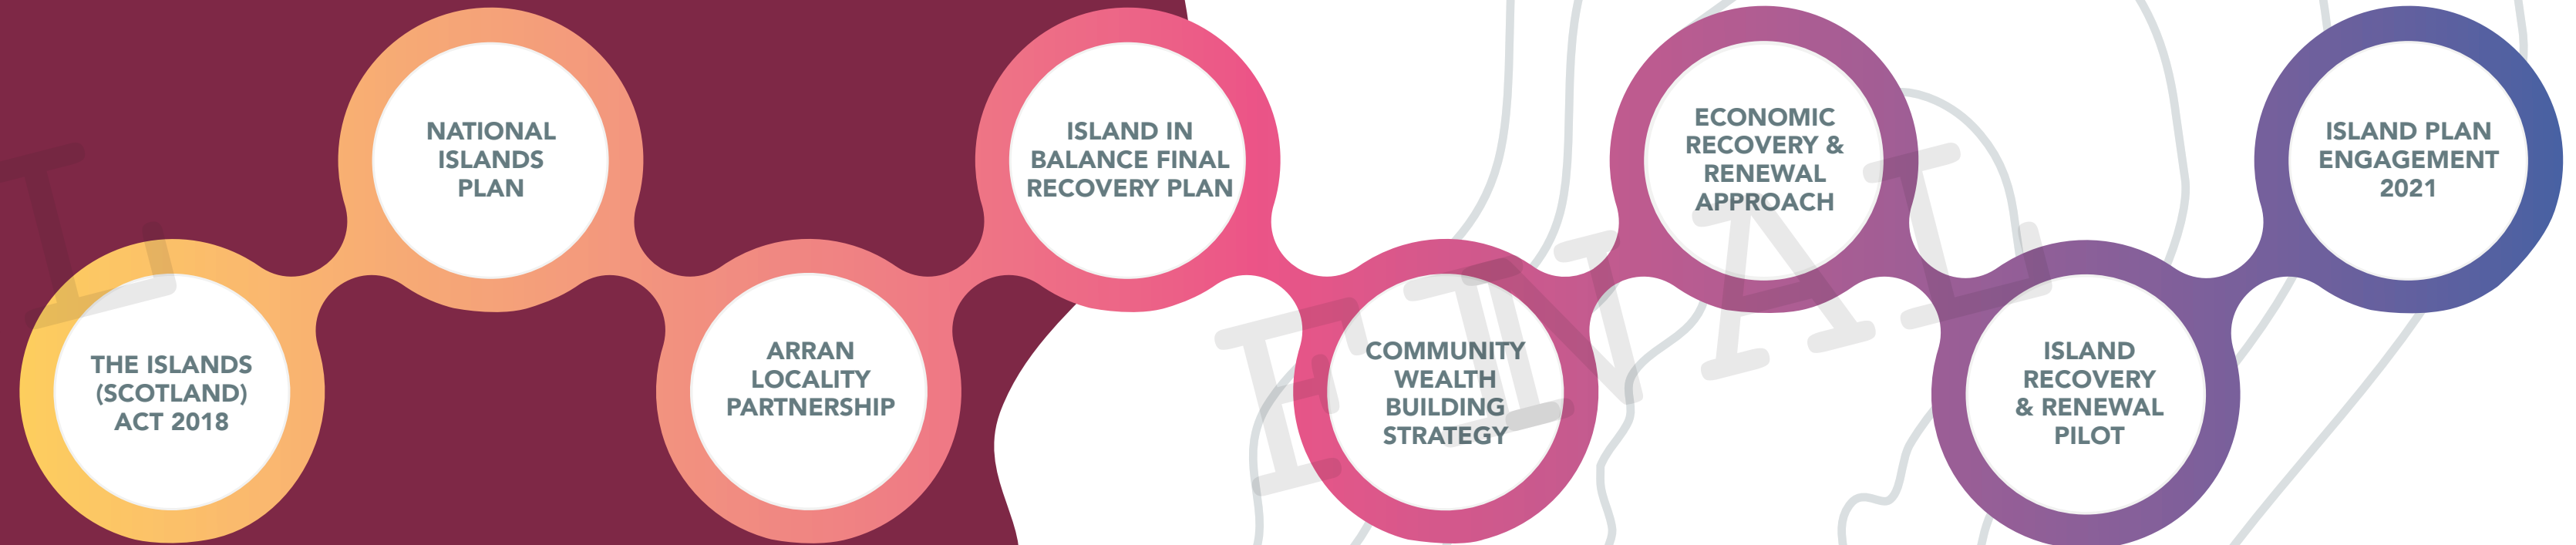 THE ISLANDS
(SCOTLAND)
ACT 2018
NATIONAL
ISLANDS
PLAN
ARRAN
LOCALITY
PARTNERSHIP
ISLAND IN
BALANCE FINAL
RECOVERY PLAN
COMMUNITY
WEALTH
BUILDING
STRATEGY
ECONOMIC
RECOVERY &
RENEWAL
APPROACH
ISLAND
RECOVERY
& RENEWAL
PILOT
ISLAND PLAN
ENGAGEMENT
2021
L
FINAL